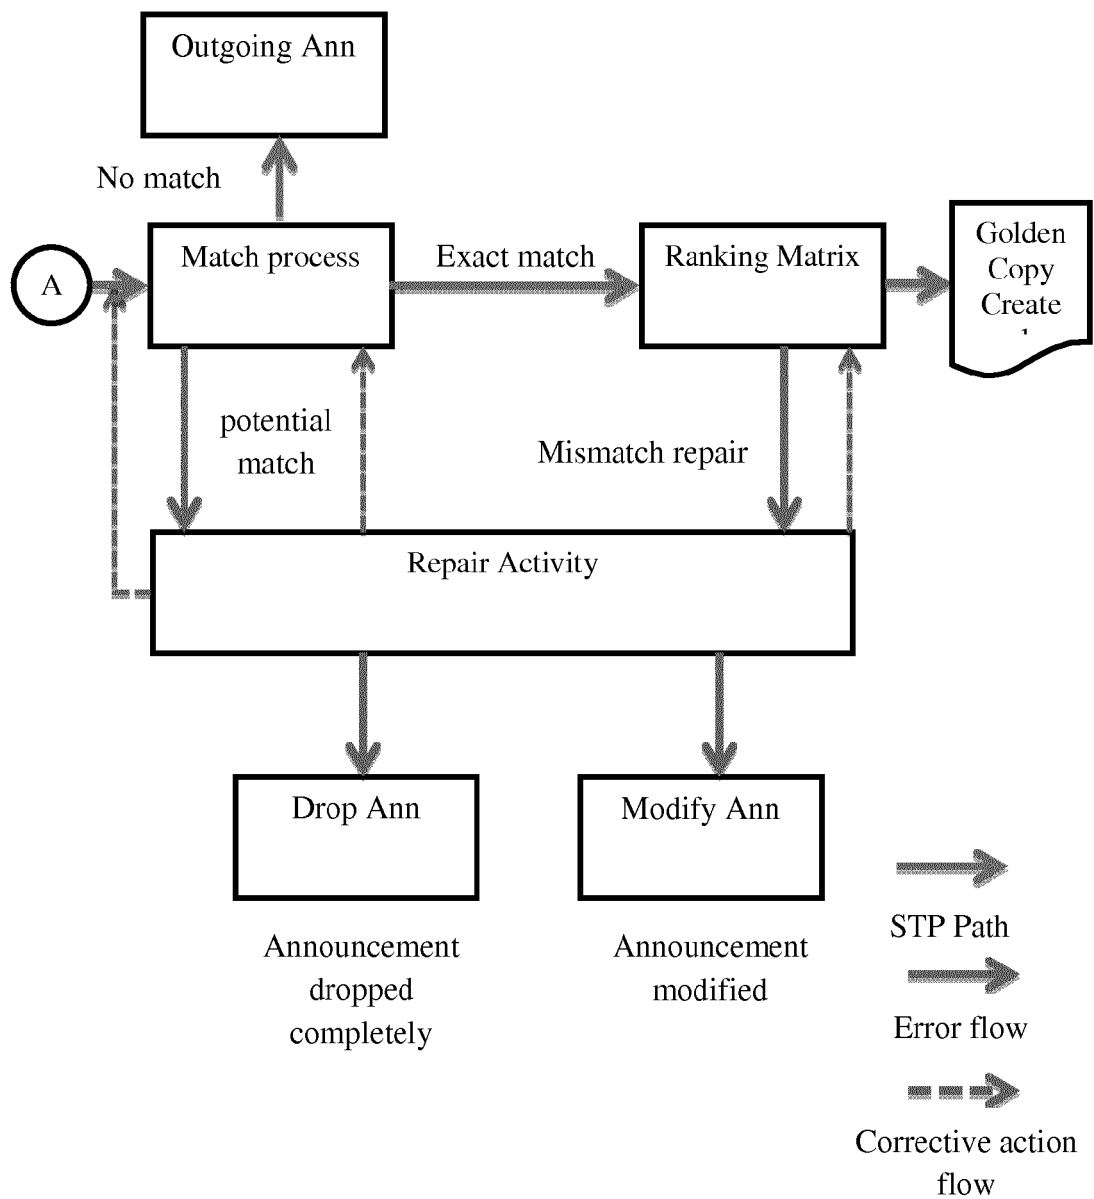 Outgoing Ann
No match
A
Match process
Exact match
Ranking Matrix
Golden
Copy
Create
potential
match
Mismatch repair
Repair Activity
Drop Ann
Modify Ann
Announcement
dropped
completely
Announcement
modified
STP Path
Error flow
Corrective action
flow